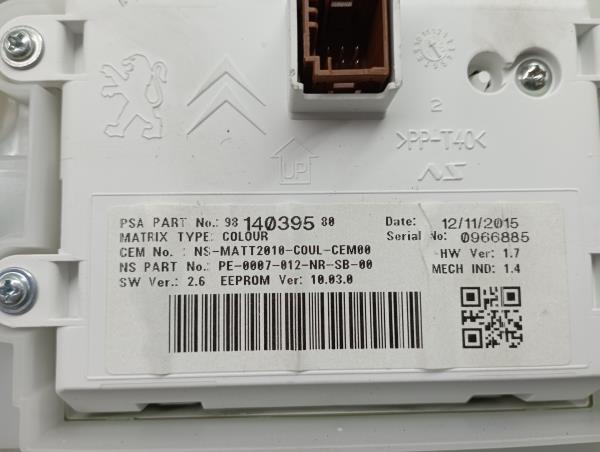 2
>PP-T40<
UP
PSA PART No.: 98 140395 80
Date: 12/11/2015
MATRIX TYPE: COLOUR
Serial No: 0966885
CEM No. : NS-MATT2010-COUL-CEM00
HW Ver: 1.7
NS PART No.: PE-0007-012-NR-SB-00
MECH IND: 1.4
SW Ver.: 2.6 EEPROM Ver: 10.03.0